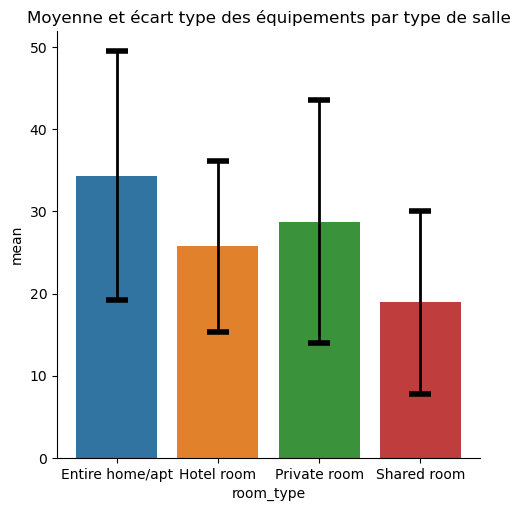 Moyenne et écart type des équipements par type de salle
50
40
30
20
10
0
mean
Entire home/apt Hotel room Private room Shared room
room_type